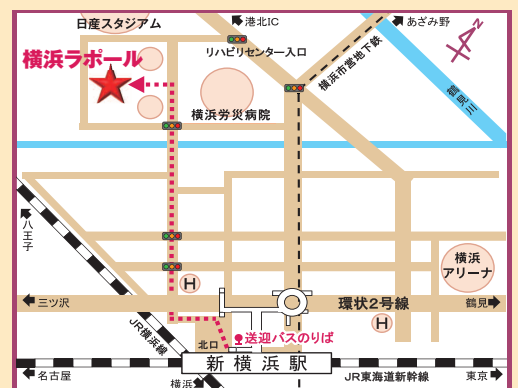 日産スタジアム
港北IC
あざみ野
N
横浜ラポール
リハビリセンター入口
横浜市営地下鉄
鶴見川
横浜労災病院
八王子
横浜
アリーナ
H
三ツ沢
環状2号線
鶴見
H
JR横浜線
北口
送迎バスのりば
新横浜駅
名古屋
横浜
JR東海道新幹線
東京